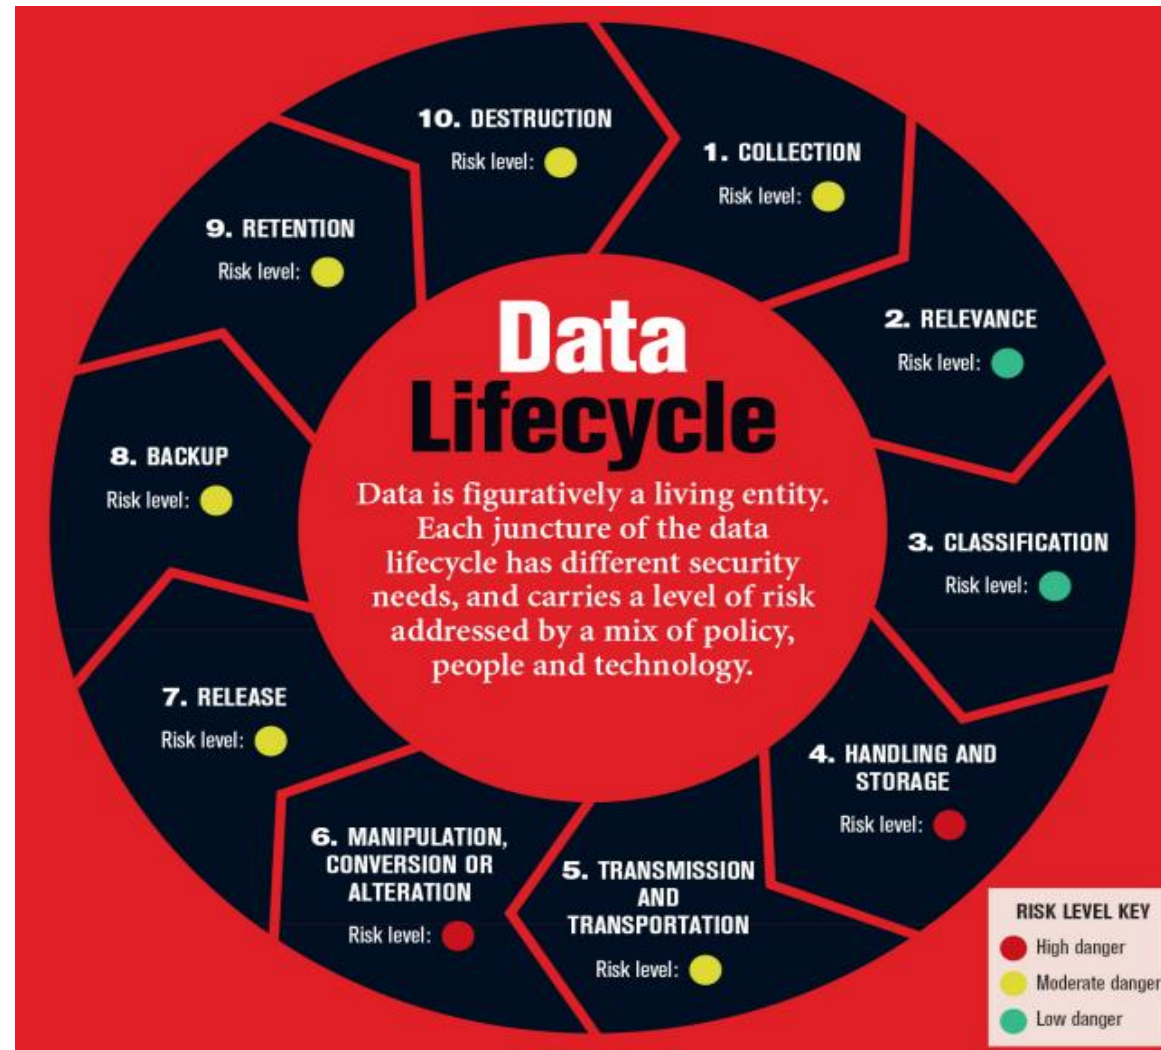 10. DESTRUCTION
Risk level:
1. COLLECTION
Risk level:
9. RETENTION
Risk level:
2. RELEVANCE
Risk level:
Data
Lifecycle
Data is figuratively a living entity.
Each juncture of the data
lifecycle has different security
needs, and carries a level of risk
addressed by a mix of policy,
people and technology.
8. BACKUP
Risk level:
3. CLASSIFICATION
Risk level:
7. RELEASE
Risk level:
4. HANDLING AND
STORAGE
Risk level:
6. MANIPULATION,
CONVERSION OR
ALTERATION
Risk level:
5. TRANSMISSION
AND
TRANSPORTATION
Risk level:
RISK LEVEL KEY
High danger
Moderate danger
Low danger